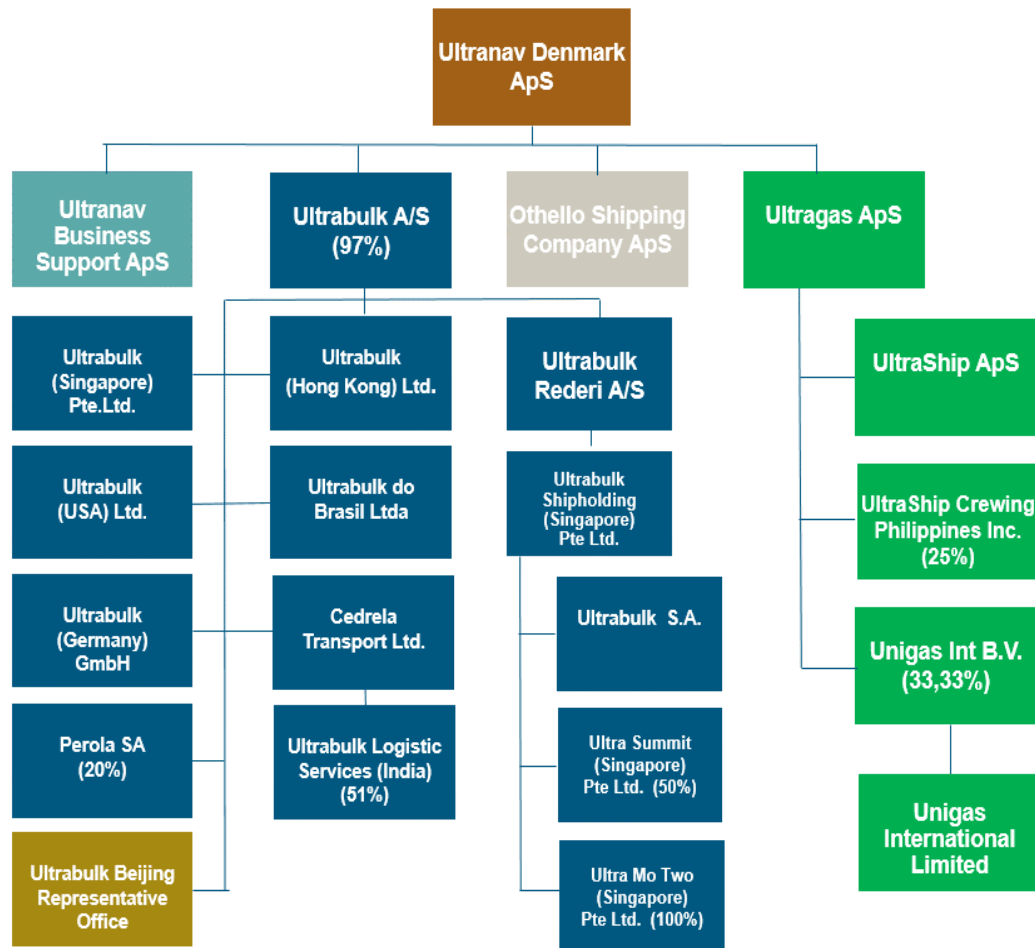 Ultranav Denmark
ApS
Ultranav
Business
Support ApS
Ultrabulk A/S
(97%)
Othello Shipping
Company ApS
Ultragas ApS
Ultrabulk
(Singapore)
Pte.Ltd.
Ultrabulk
(Hong Kong) Ltd.
Ultrabulk
Rederi A/S
UltraShip ApS
Ultrabulk
(USA) Ltd.
Ultrabulk do
Brasil Ltda
Ultrabulk
Shipholding
(Singapore)
Pte Ltd.
UltraShip Crewing
Philippines Inc.
(25%)
Ultrabulk
(Germany)
GmbH
Cedrela
Transport Ltd.
Ultrabulk S.A.
Unigas Int B.V.
(33,33%)
Perola SA
(20%)
Ultrabulk Logistic
Services (India)
(51%)
Ultra Summit
(Singapore)
Pte Ltd. (50%)
Unigas
International
Limited
Ultrabulk Beijing
Representative
Office
Ultra Mo Two
(Singapore)
Pte Ltd. (100%)